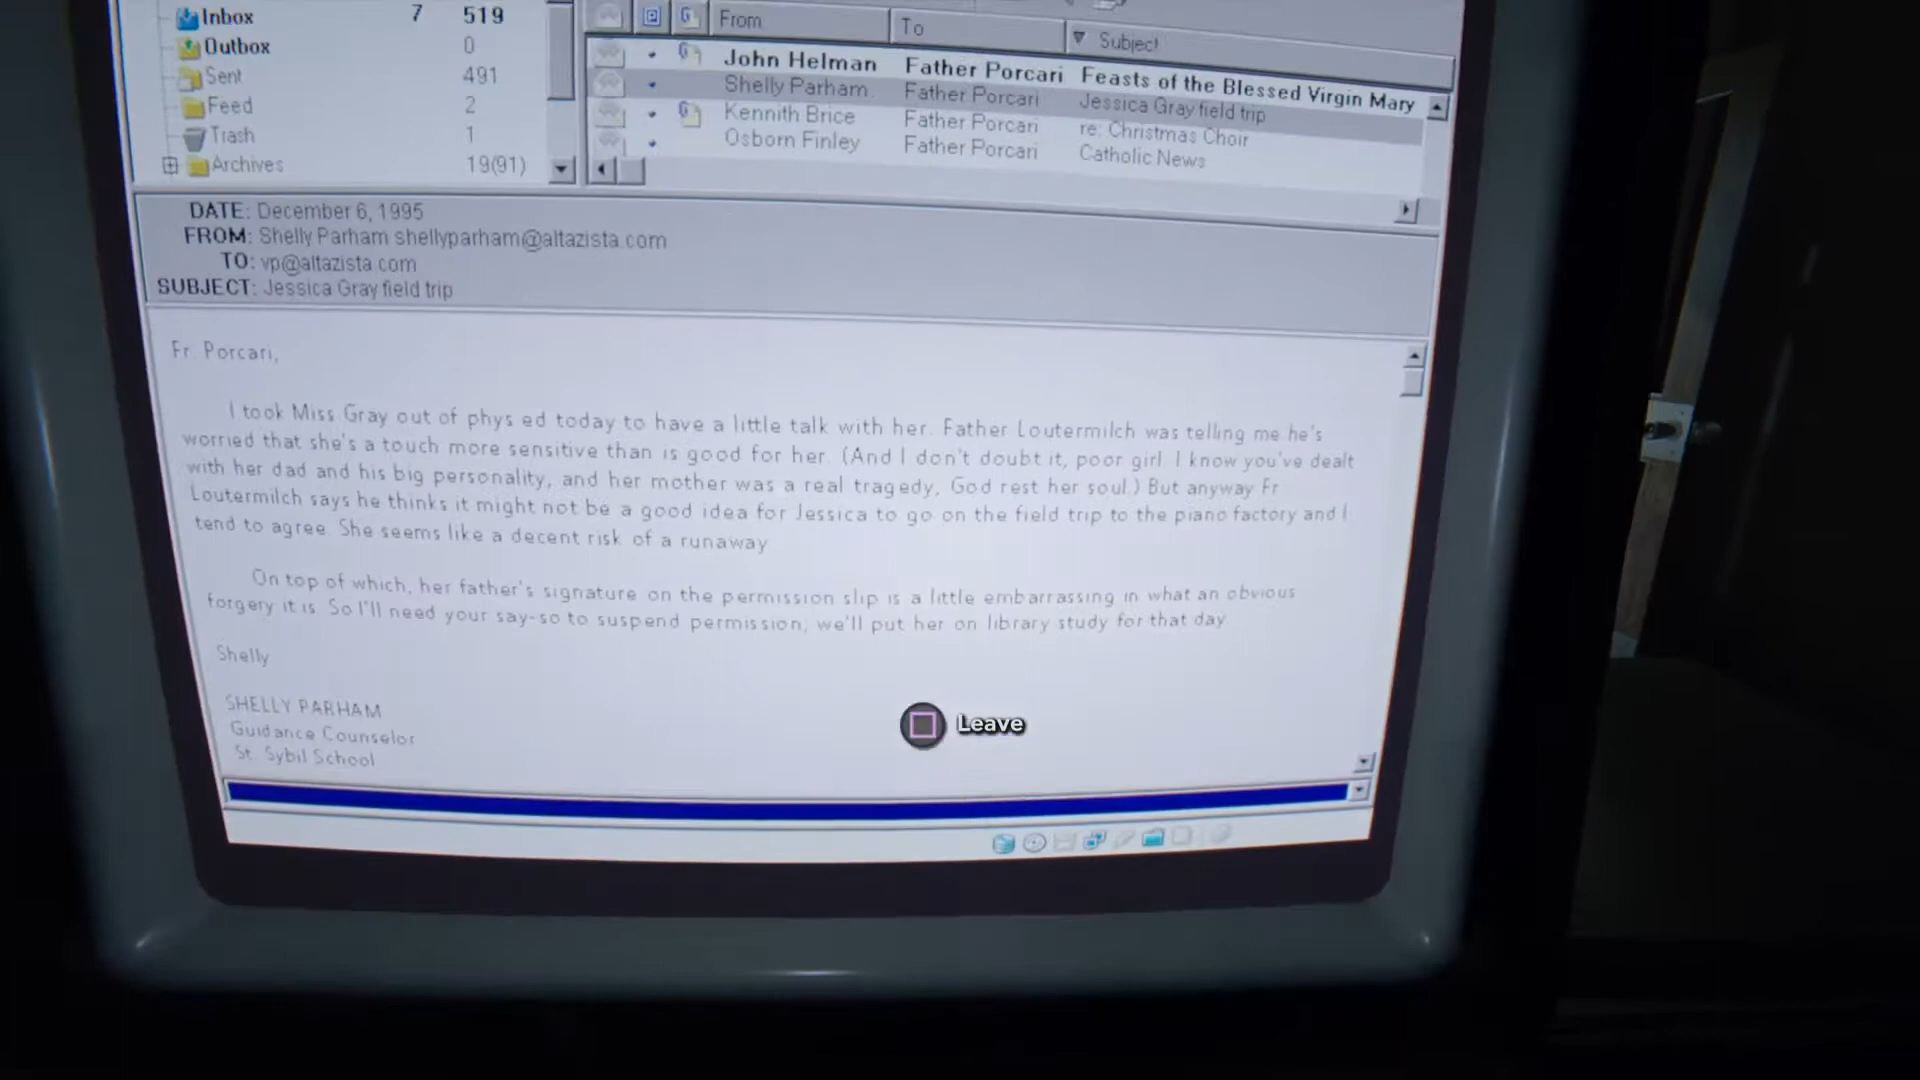 Inbox 7 519
Outbox 0
Sent 491
Feed 2
Trash 1
Archives 19(91)
From To Subject
John Helman Father Porcari Feasts of the Blessed Virgin Mary
Shelly Parham Father Porcari Jessica Gray field trip
Kennith Brice Father Porcari re: Christmas Choir
Osborn Finley Father Porcari Catholic News
DATE: December 6, 1995
FROM: Shelly Parham shellyparham@altazista.com
TO: vp@altazista.com
SUBJECT: Jessica Gray field trip
Fr. Porcari,
I took Miss Gray out of phys ed today to have a little talk with her. Father Loutermilch was telling me he's
worried that she's a touch more sensitive than is good for her. (And I don't doubt it, poor girl. I know you've dealt
with her dad and his big personality, and her mother was a real tragedy, God rest her soul.) But anyway Fr
Loutermilch says he thinks it might not be a good idea for Jessica to go on the field trip to the piano factory and I
tend to agree. She seems like a decent risk of a runaway
On top of which, her father's signature on the permission slip is a little embarrassing in what an obvious
forgery it is. So I'll need your say-so to suspend permission; we'll put her on library study for that day
Shelly
SHELLY PARHAM
Guidance Counselor
St. Sybil School
Leave